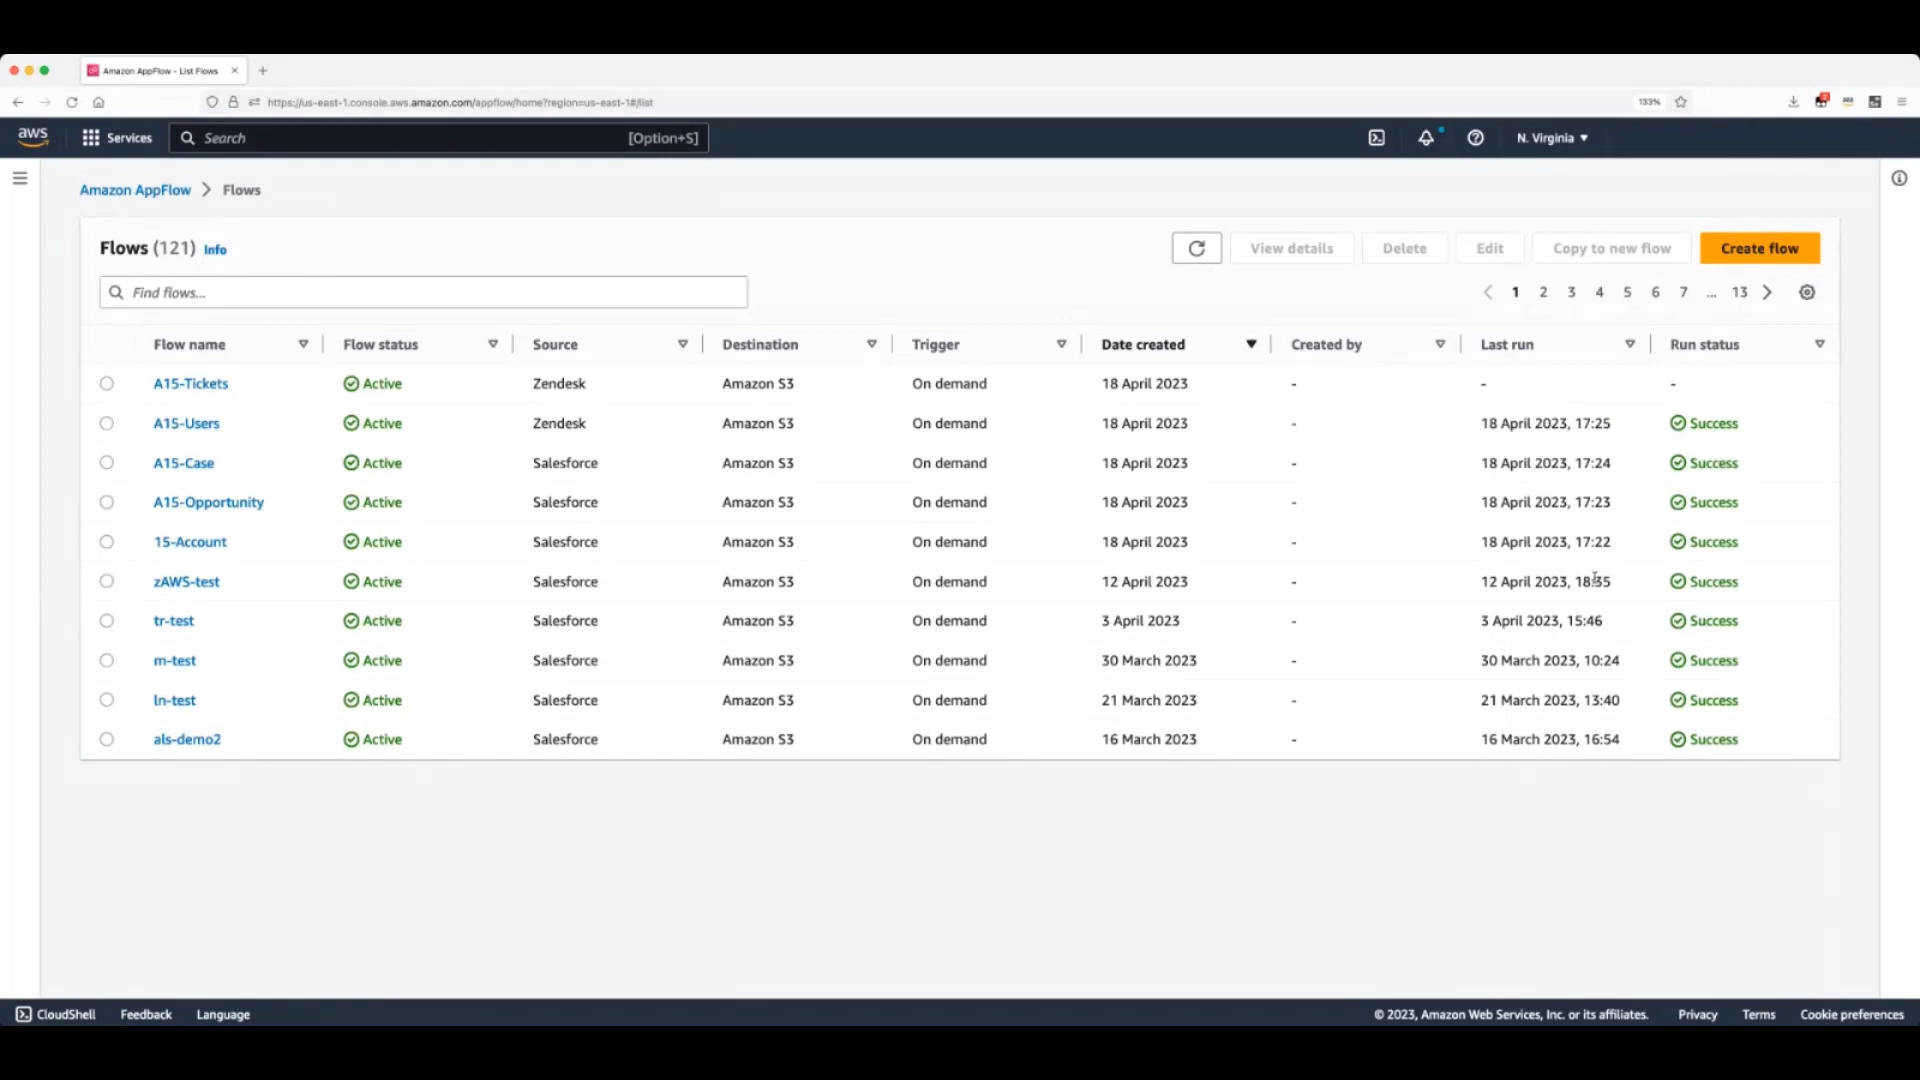 Amazon AppFlow - List Flows
https://us-east-1.console.aws.amazon.com/appflow/home?region=us-east-1#/list 133%
aws Services Search [Option+S] N. Virginia
Amazon AppFlow Flows
Flows (121) Info View details Delete Edit Copy to new flow Create flow
Find flows... 1 2 3 4 5 6 7 ... 13
Flow name Flow status Source Destination Trigger Date created Created by Last run Run status
A15-Tickets Active Zendesk Amazon S3 On demand 18 April 2023 - - -
A15-Users Active Zendesk Amazon S3 On demand 18 April 2023 - 18 April 2023, 17:25 Success
A15-Case Active Salesforce Amazon S3 On demand 18 April 2023 - 18 April 2023, 17:24 Success
A15-Opportunity Active Salesforce Amazon S3 On demand 18 April 2023 - 18 April 2023, 17:23 Success
15-Account Active Salesforce Amazon S3 On demand 18 April 2023 - 18 April 2023, 17:22 Success
zAWS-test Active Salesforce Amazon S3 On demand 12 April 2023 - 12 April 2023, 18:35 Success
tr-test Active Salesforce Amazon S3 On demand 3 April 2023 - 3 April 2023, 15:46 Success
m-test Active Salesforce Amazon S3 On demand 30 March 2023 - 30 March 2023, 10:24 Success
ln-test Active Salesforce Amazon S3 On demand 21 March 2023 - 21 March 2023, 13:40 Success
als-demo2 Active Salesforce Amazon S3 On demand 16 March 2023 - 16 March 2023, 16:54 Success
CloudShell Feedback Language © 2023, Amazon Web Services, Inc. or its affiliates. Privacy Terms Cookie preferences